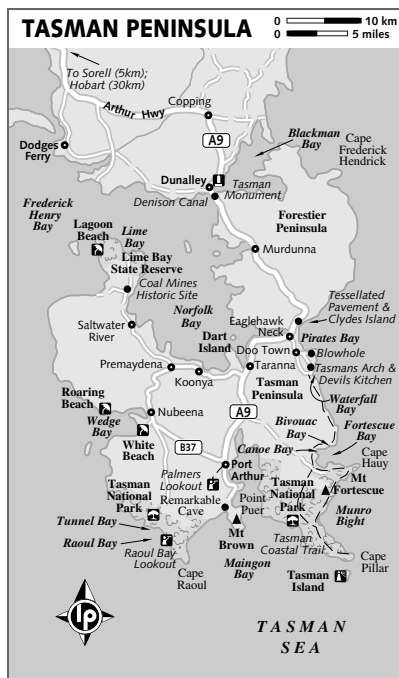 TASMAN PENINSULA
0 10 km
0 5 miles
To Sorell (5km);
Hobart (30km)
Arthur Hwy
Copping
A9
Blackman
Bay
Cape
Frederick
Hendrick
Dodges
Ferry
Dunalley
Tasman
Monument
Denison Canal
Frederick
Henry
Bay
Lagoon
Beach
Lime
Bay
Forestier
Peninsula
Lime Bay
State Reserve
Murdunna
Coal Mines
Historic Site
Norfolk
Bay
Tessellated
Pavement &
Clydes Island
Saltwater
River
Eaglehawk
Neck
Pirates Bay
Dart
Island
Doo Town
Blowhole
Premaydena
Taranna
Tasmans Arch &
Devils Kitchen
Koonya
Tasman
Peninsula
Waterfall
Bay
Roaring
Beach
Nubeena
A9
Wedge
Bay
Bivouac
Bay
Fortescue
Bay
White
Beach
B37
Canoe Bay
Cape
Hauy
Palmers
Lookout
Port
Arthur
Tasman
National
Park
Remarkable
Cave
Point
Puer
Tasman
National
Park
Mt
Fortescue
Tunnel Bay
Munro
Bight
Raoul Bay
Raoul Bay
Lookout
Mt
Brown
Tasman
Coastal Trail
Cape
Raoul
Maingon
Bay
Cape
Pillar
Tasman
Island
lp
TASMAN
SEA